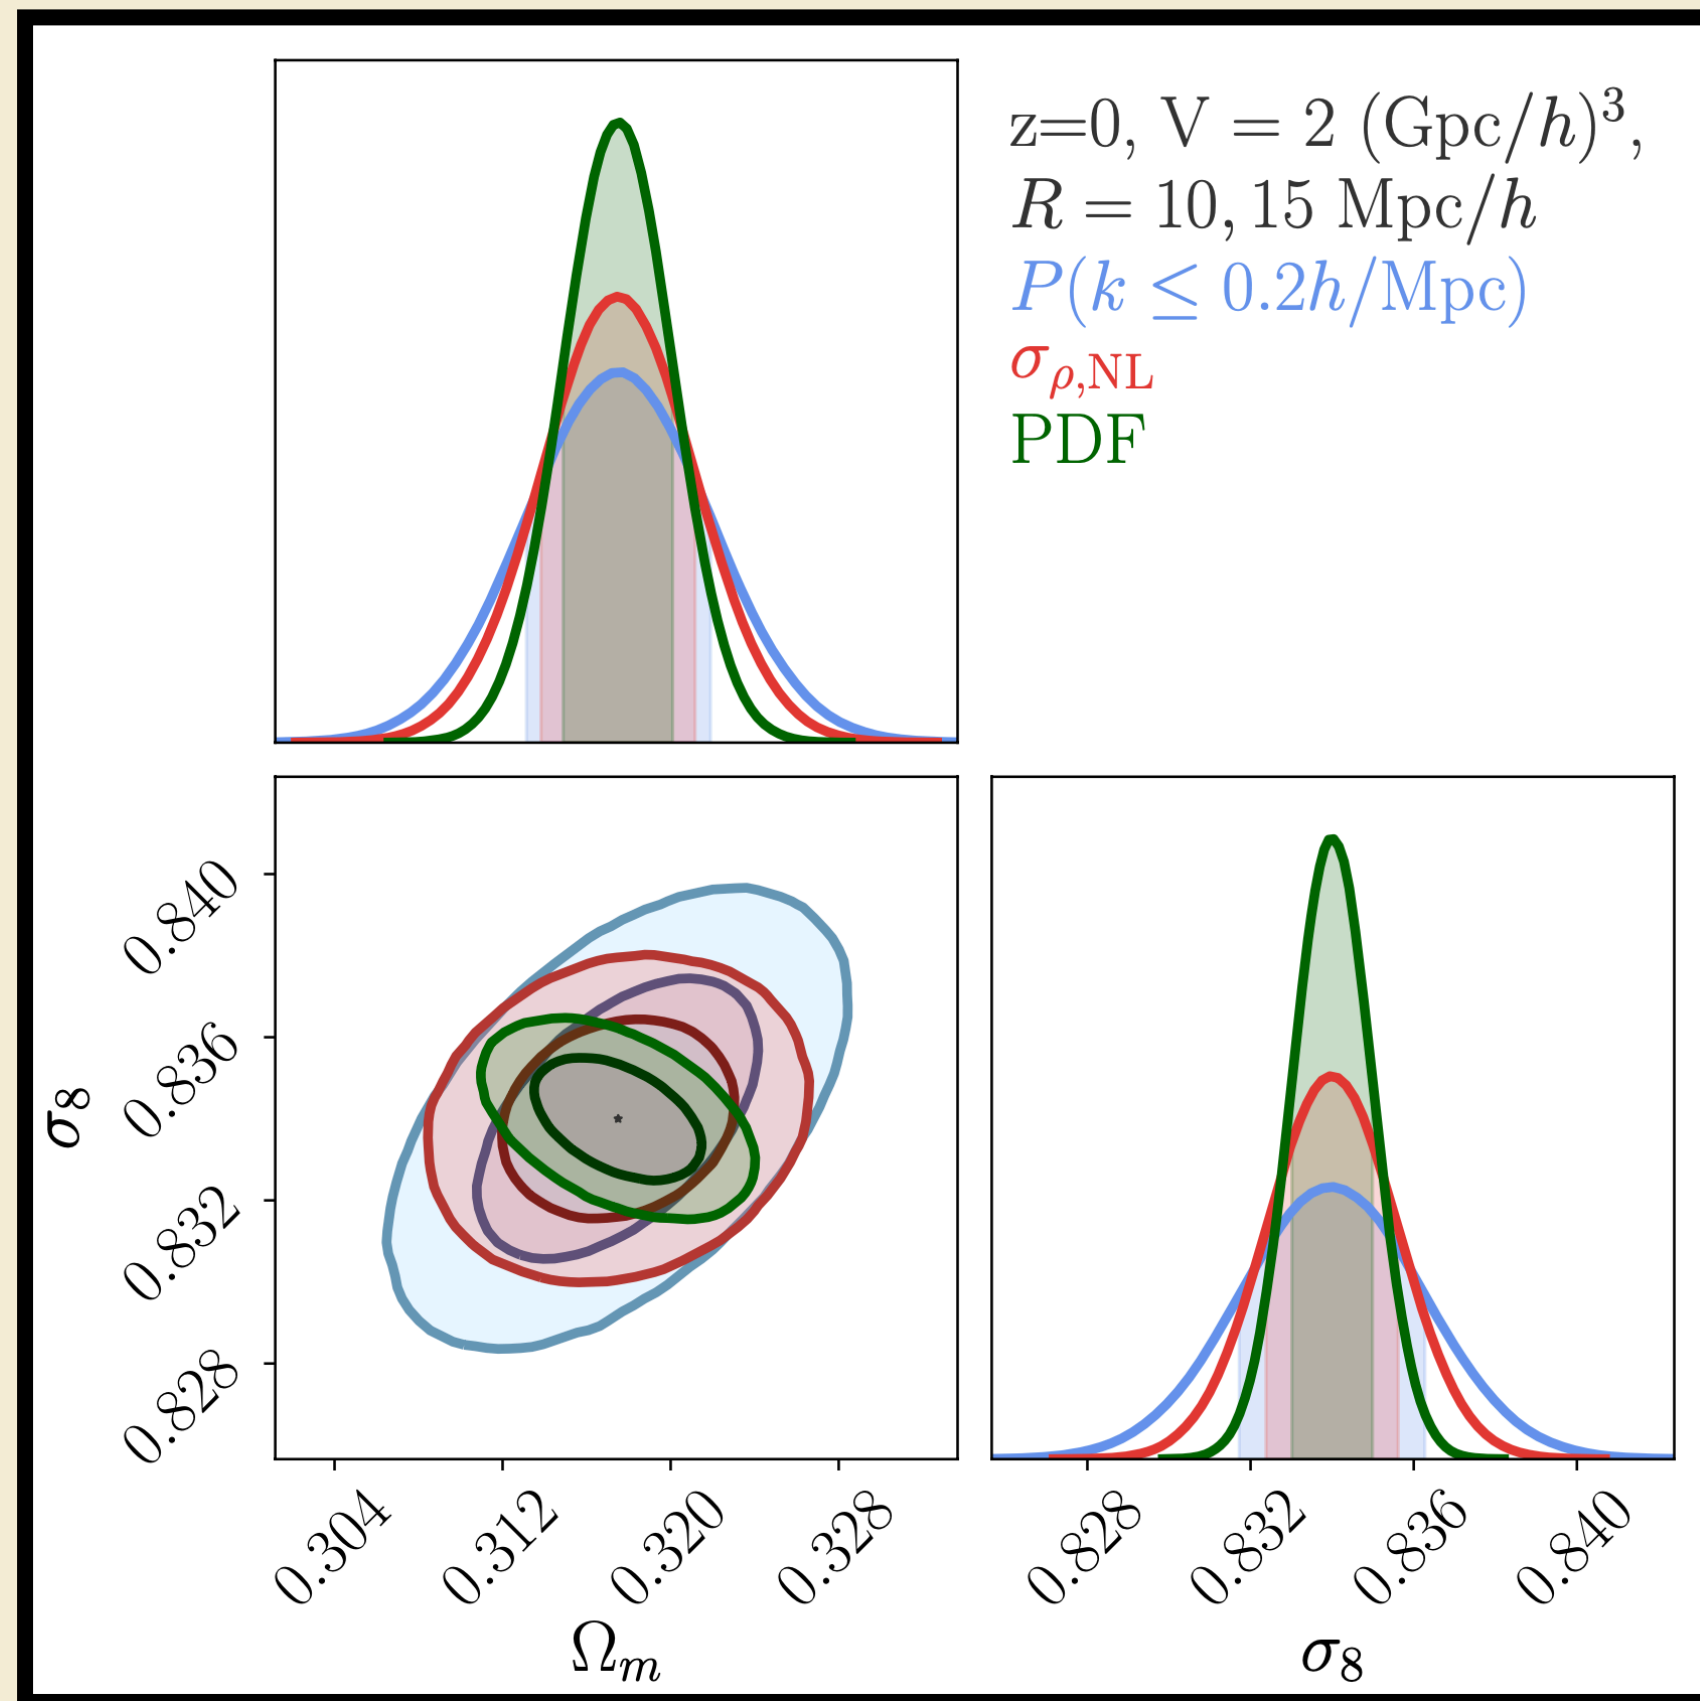 z=0, V = 2 (Gpc/h)³,
R = 10, 15 Mpc/h
P(k ≤ 0.2h/Mpc)
σρ,NL
PDF
0.840
0.836
0.832
0.828
σ₈
0.304 0.312 0.320 0.328
Ωₘ
0.828 0.832 0.836 0.840
σ₈